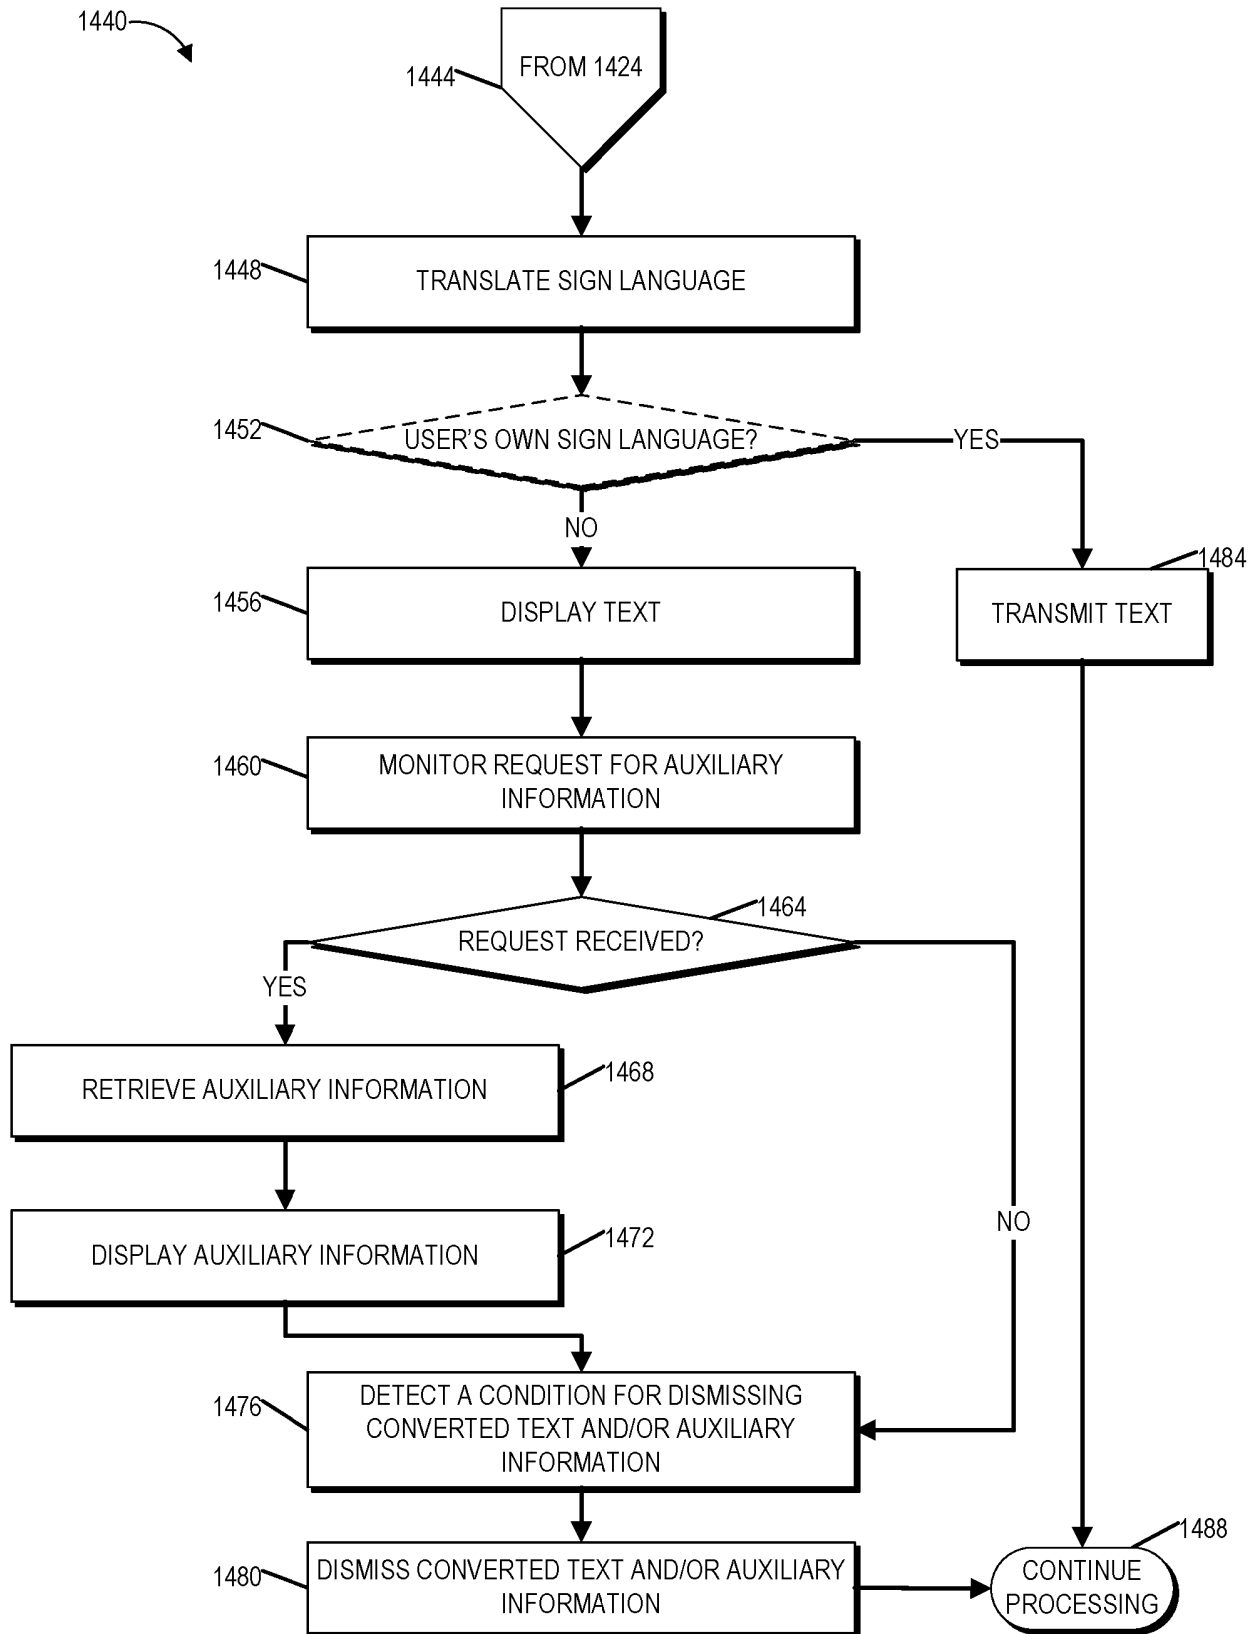 1440
FROM 1424
1444
1448
TRANSLATE SIGN LANGUAGE
1452
USER'S OWN SIGN LANGUAGE?
YES
NO
1484
1456
DISPLAY TEXT
TRANSMIT TEXT
1460
MONITOR REQUEST FOR AUXILIARY
INFORMATION
1464
REQUEST RECEIVED?
YES
1468
RETRIEVE AUXILIARY INFORMATION
NO
1472
DISPLAY AUXILIARY INFORMATION
1476
DETECT A CONDITION FOR DISMISSING
CONVERTED TEXT AND/OR AUXILIARY
INFORMATION
1488
1480
DISMISS CONVERTED TEXT AND/OR AUXILIARY
INFORMATION
CONTINUE
PROCESSING